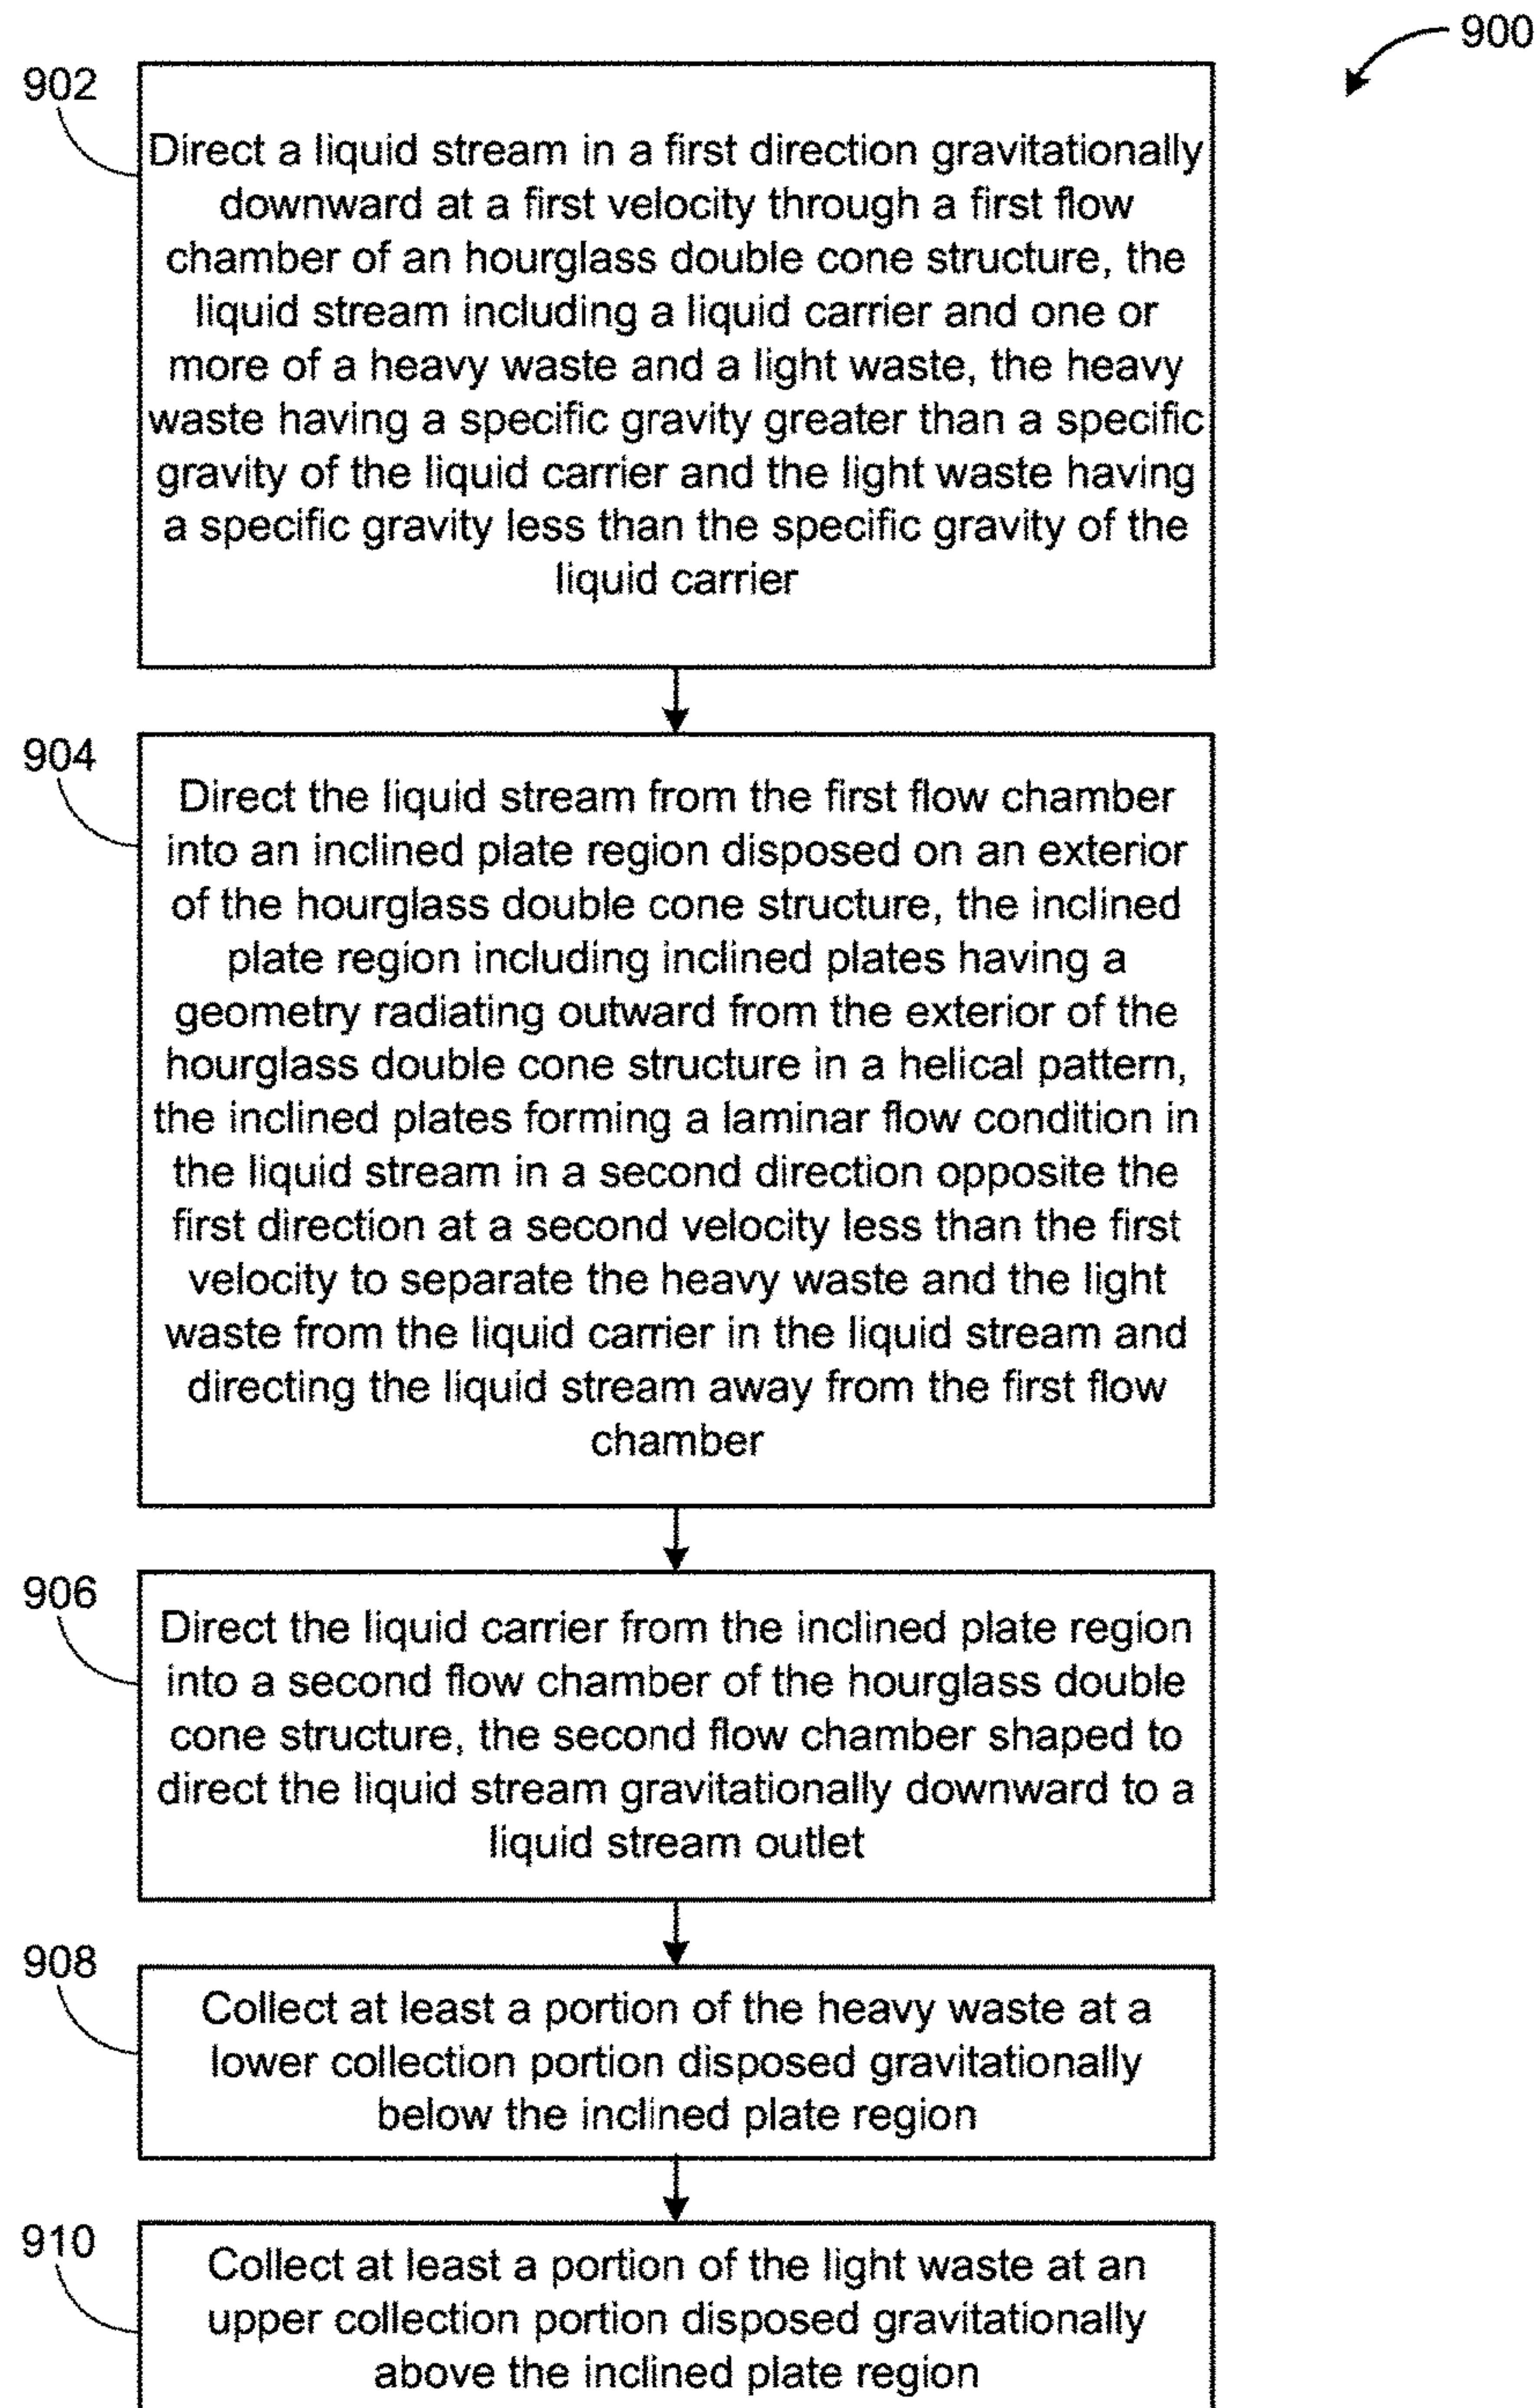 900
902
Direct a liquid stream in a first direction gravitationally
downward at a first velocity through a first flow
chamber of an hourglass double cone structure, the
liquid stream including a liquid carrier and one or
more of a heavy waste and a light waste, the heavy
waste having a specific gravity greater than a specific
gravity of the liquid carrier and the light waste having
a specific gravity less than the specific gravity of the
liquid carrier
904
Direct the liquid stream from the first flow chamber
into an inclined plate region disposed on an exterior
of the hourglass double cone structure, the inclined
plate region including inclined plates having a
geometry radiating outward from the exterior of the
hourglass double cone structure in a helical pattern,
the inclined plates forming a laminar flow condition in
the liquid stream in a second direction opposite the
first direction at a second velocity less than the first
velocity to separate the heavy waste and the light
waste from the liquid carrier in the liquid stream and
directing the liquid stream away from the first flow
chamber
906
Direct the liquid carrier from the inclined plate region
into a second flow chamber of the hourglass double
cone structure, the second flow chamber shaped to
direct the liquid stream gravitationally downward to a
liquid stream outlet
908
Collect at least a portion of the heavy waste at a
lower collection portion disposed gravitationally
below the inclined plate region
910
Collect at least a portion of the light waste at an
upper collection portion disposed gravitationally
above the inclined plate region